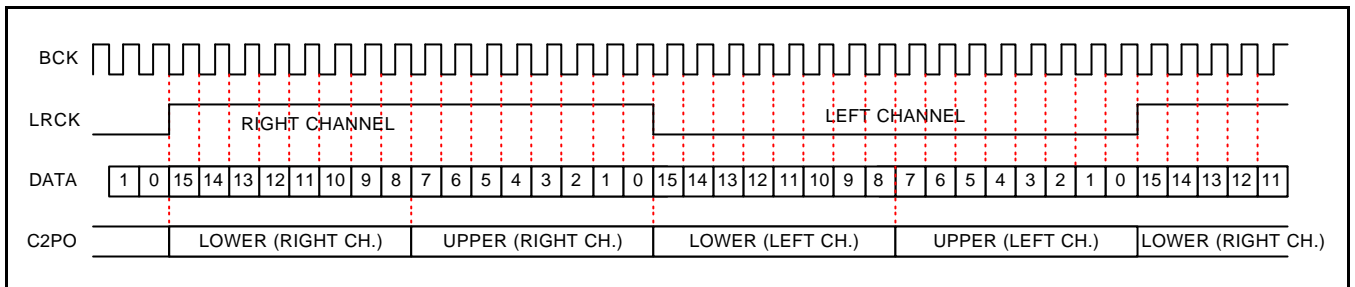 BCK
LRCK RIGHT CHANNEL LEFT CHANNEL
DATA 1 0 15 14 13 12 11 10 9 8 7 6 5 4 3 2 1 0 15 14 13 12 11 10 9 8 7 6 5 4 3 2 1 0 15 14 13 12 11
C2PO LOWER (RIGHT CH.) UPPER (RIGHT CH.) LOWER (LEFT CH.) UPPER (LEFT CH.) LOWER (RIGHT CH.)